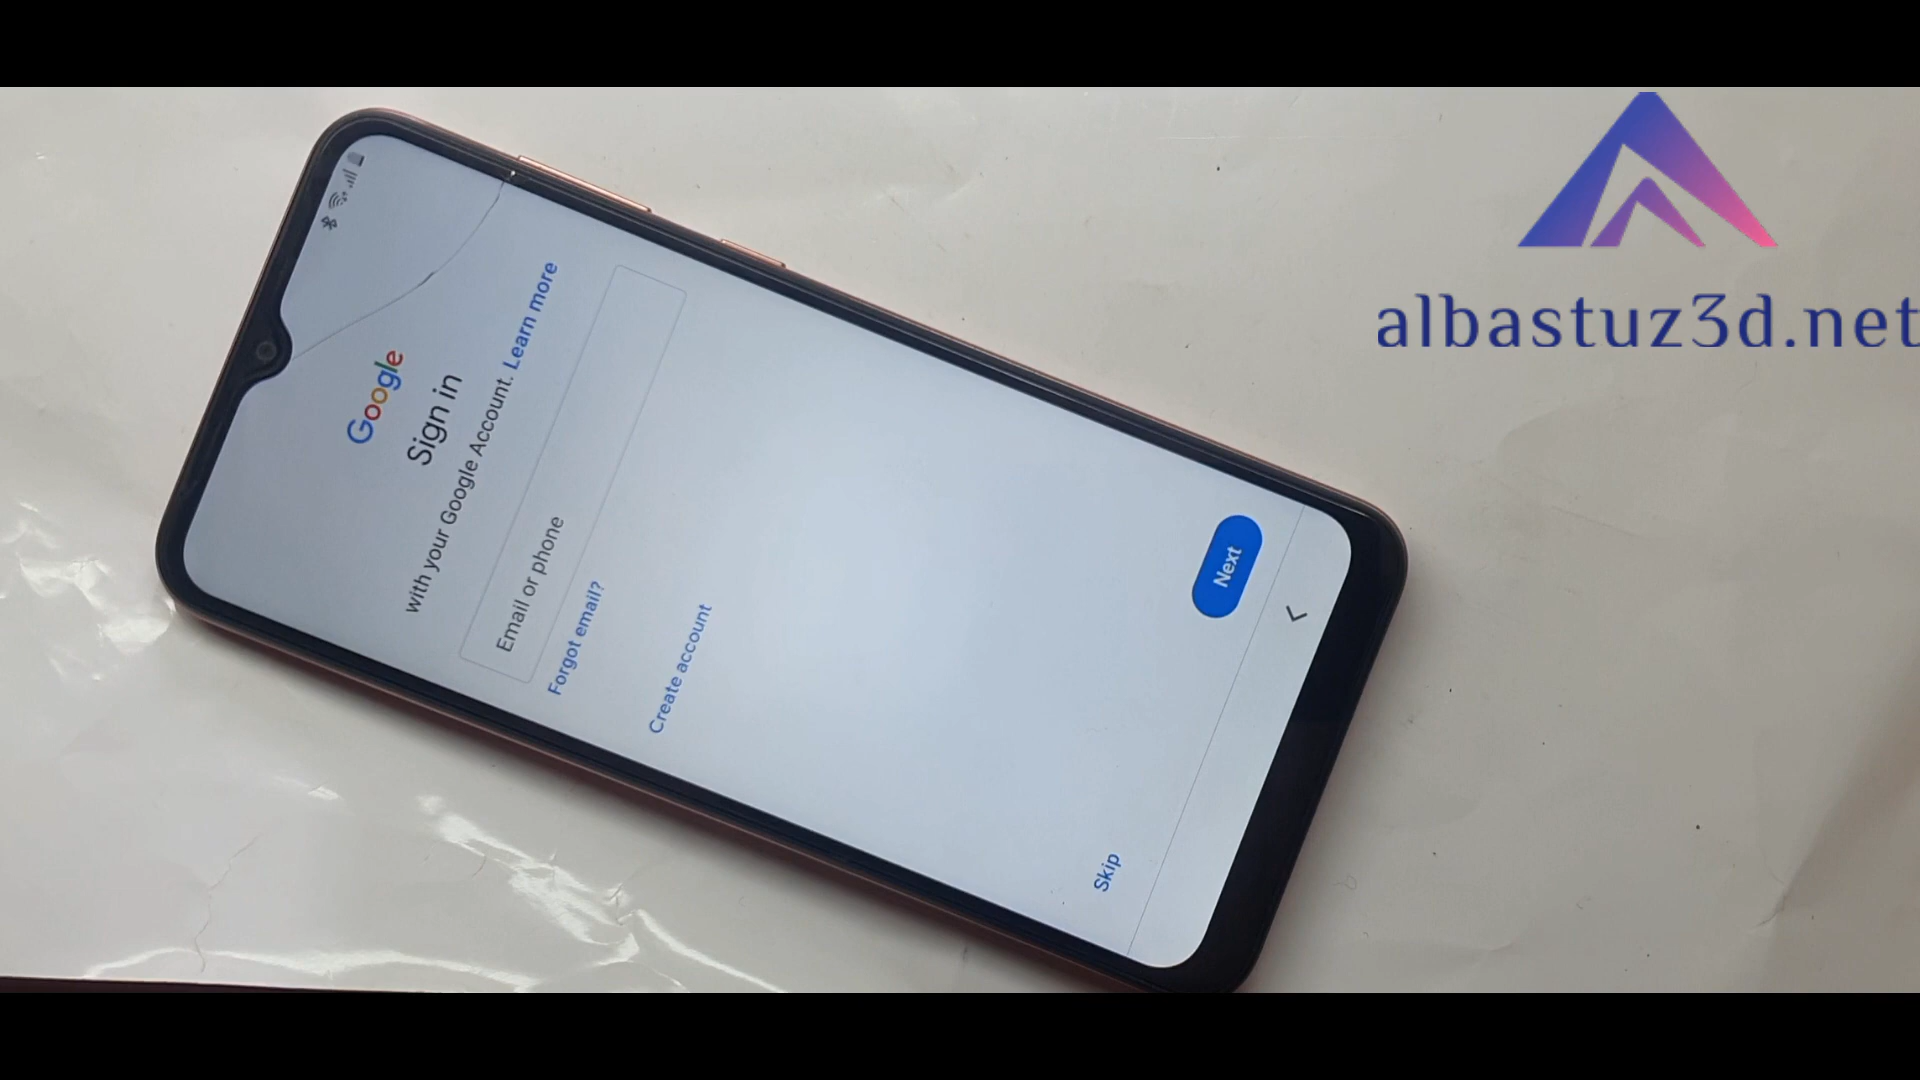 Google
Sign in
with your Google Account. Learn more
Email or phone
Forgot email?
Create account
Skip
Next
albastuz3d.net